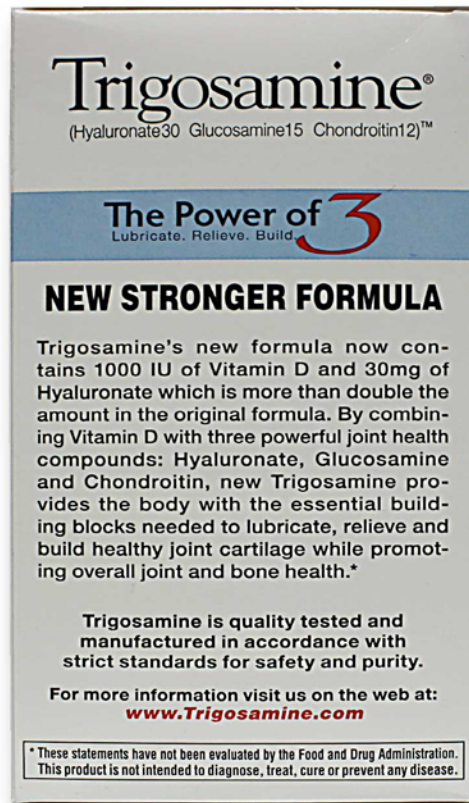 Trigosamine®
(Hyaluronate30 Glucosamine15 Chondroitin12)™
The Power of 3
Lubricate. Relieve. Build.
NEW STRONGER FORMULA
Trigosamine's new formula now con-
tains 1000 IU of Vitamin D and 30mg of
Hyaluronate which is more than double the
amount in the original formula. By combin-
ing Vitamin D with three powerful joint health
compounds: Hyaluronate, Glucosamine
and Chondroitin, new Trigosamine pro-
vides the body with the essential build-
ing blocks needed to lubricate, relieve and
build healthy joint cartilage while promot-
ing overall joint and bone health.*
Trigosamine is quality tested and
manufactured in accordance with
strict standards for safety and purity.
For more information visit us on the web at:
www.Trigosamine.com
* These statements have not been evaluated by the Food and Drug Administration.
This product is not intended to diagnose, treat, cure or prevent any disease.